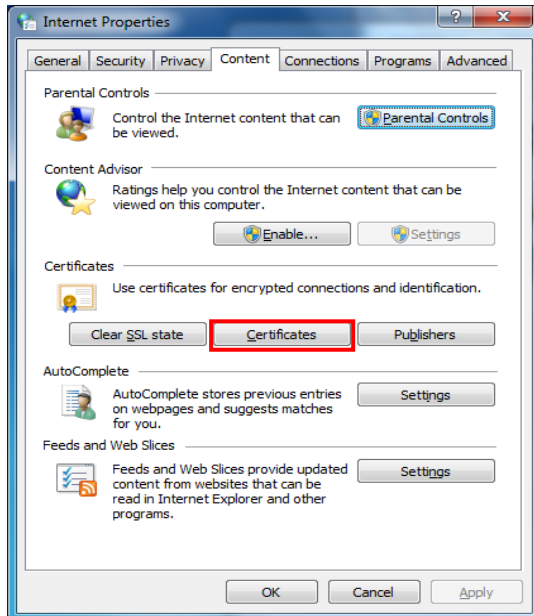 Internet Properties
General Security Privacy Content Connections Programs Advanced
Parental Controls
Control the Internet content that can
be viewed.
Parental Controls
Content Advisor
Ratings help you control the Internet content that can be
viewed on this computer.
Enable... Settings
Certificates
Use certificates for encrypted connections and identification.
Clear SSL state Certificates Publishers
AutoComplete
AutoComplete stores previous entries
on webpages and suggests matches
for you.
Settings
Feeds and Web Slices
Feeds and Web Slices provide updated
content from websites that can be
read in Internet Explorer and other
programs.
Settings
OK Cancel Apply